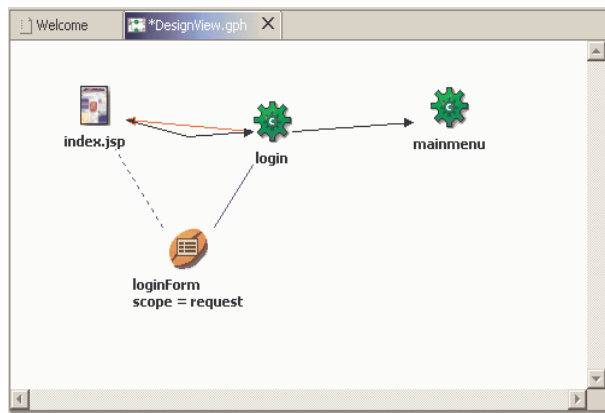 Welcome
*DesignView.gph
index.jsp
login
mainmenu
loginForm
scope = request